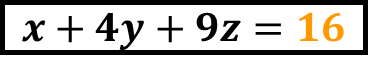 x + 4y + 9z = 16